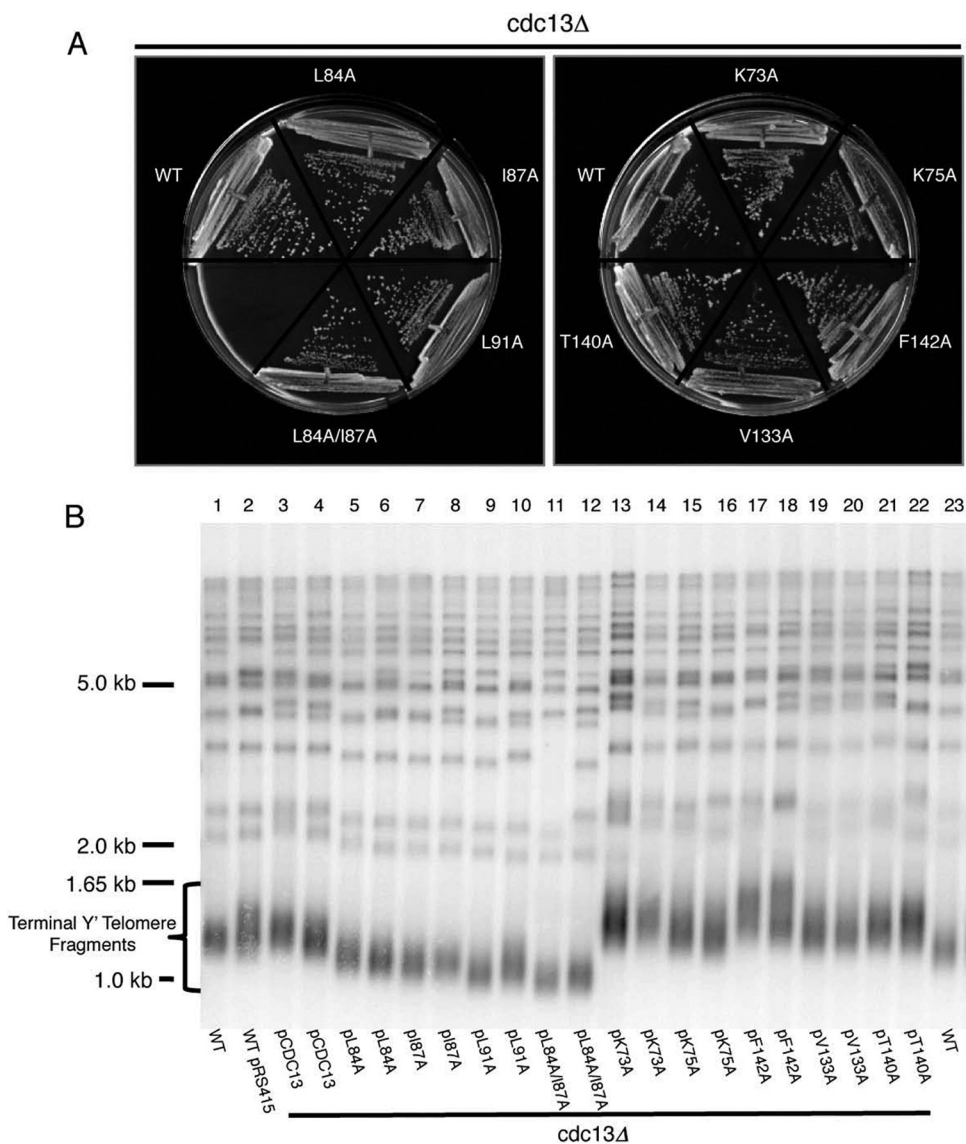 cdc13Δ
A
L84A
K73A
WT
I87A
WT
K75A
L91A
T140A
F142A
L84A/I87A
V133A
B
1 2 3 4 5 6 7 8 9 10 11 12 13 14 15 16 17 18 19 20 21 22 23
5.0 kb
2.0 kb
1.65 kb
Terminal Y' Telomere
Fragments
1.0 kb
WT
WT pRS415
pCDC13
pCDC13
pL84A
pL84A
pI87A
pI87A
pL91A
pL91A
pL84A/I87A
pL84A/I87A
pK73A
pK73A
pK755A
pK75A
pF142A
pF142A
pV133A
pV133A
pT140A
pT140A
WT
cdc13Δ